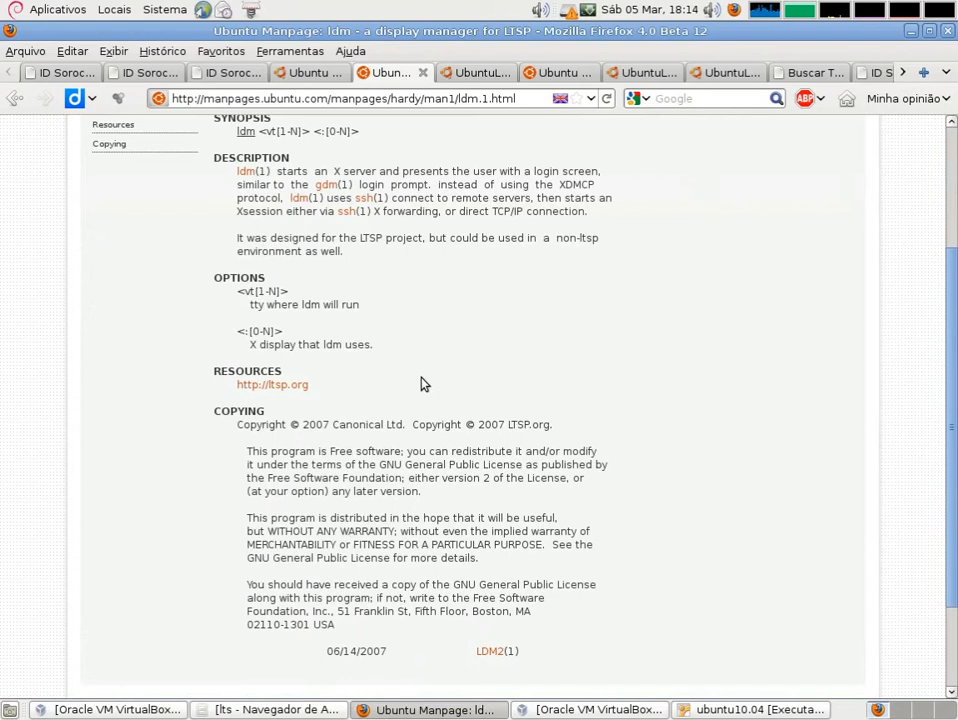 Aplicativos Locais Sistema Sáb 05 Mar, 18:14
Ubuntu Manpage: ldm - a display manager for LTSP - Mozilla Firefox 4.0 Beta 12
Arquivo Editar Exibir Histórico Favoritos Ferramentas Ajuda
ID Soroc... ID Soroc... ID Soroc... Ubuntu ... Ubun... UbuntuL... Ubuntu ... UbuntuL... UbuntuL... Buscar T... ID S
http://manpages.ubuntu.com/manpages/hardy/man1/ldm.1.html Google ABP Minha opinião
Resources
Copying
SYNOPSIS
ldm <vt[1-N]> <:[0-N]>
DESCRIPTION
ldm(1) starts an X server and presents the user with a login screen,
similar to the gdm(1) login prompt. instead of using the XDMCP
protocol, ldm(1) uses ssh(1) connect to remote servers, then starts an
Xsession either via ssh(1) X forwarding, or direct TCP/IP connection.
It was designed for the LTSP project, but could be used in a non-ltsp
environment as well.
OPTIONS
<vt[1-N]>
tty where ldm will run
<:[0-N]>
X display that ldm uses.
RESOURCES
http://ltsp.org
COPYING
Copyright © 2007 Canonical Ltd. Copyright © 2007 LTSP.org.
This program is Free software; you can redistribute it and/or modify
it under the terms of the GNU General Public License as published by
the Free Software Foundation; either version 2 of the License, or
(at your option) any later version.
This program is distributed in the hope that it will be useful,
but WITHOUT ANY WARRANTY; without even the implied warranty of
MERCHANTABILITY or FITNESS FOR A PARTICULAR PURPOSE. See the
GNU General Public License for more details.
You should have received a copy of the GNU General Public License
along with this program; if not, write to the Free Software
Foundation, Inc., 51 Franklin St, Fifth Floor, Boston, MA
02110-1301 USA
06/14/2007 LDM2(1)
[Oracle VM VirtualBox... [lts - Navegador de A... Ubuntu Manpage: ld... [Oracle VM VirtualBox... ubuntu10.04 [Executa...